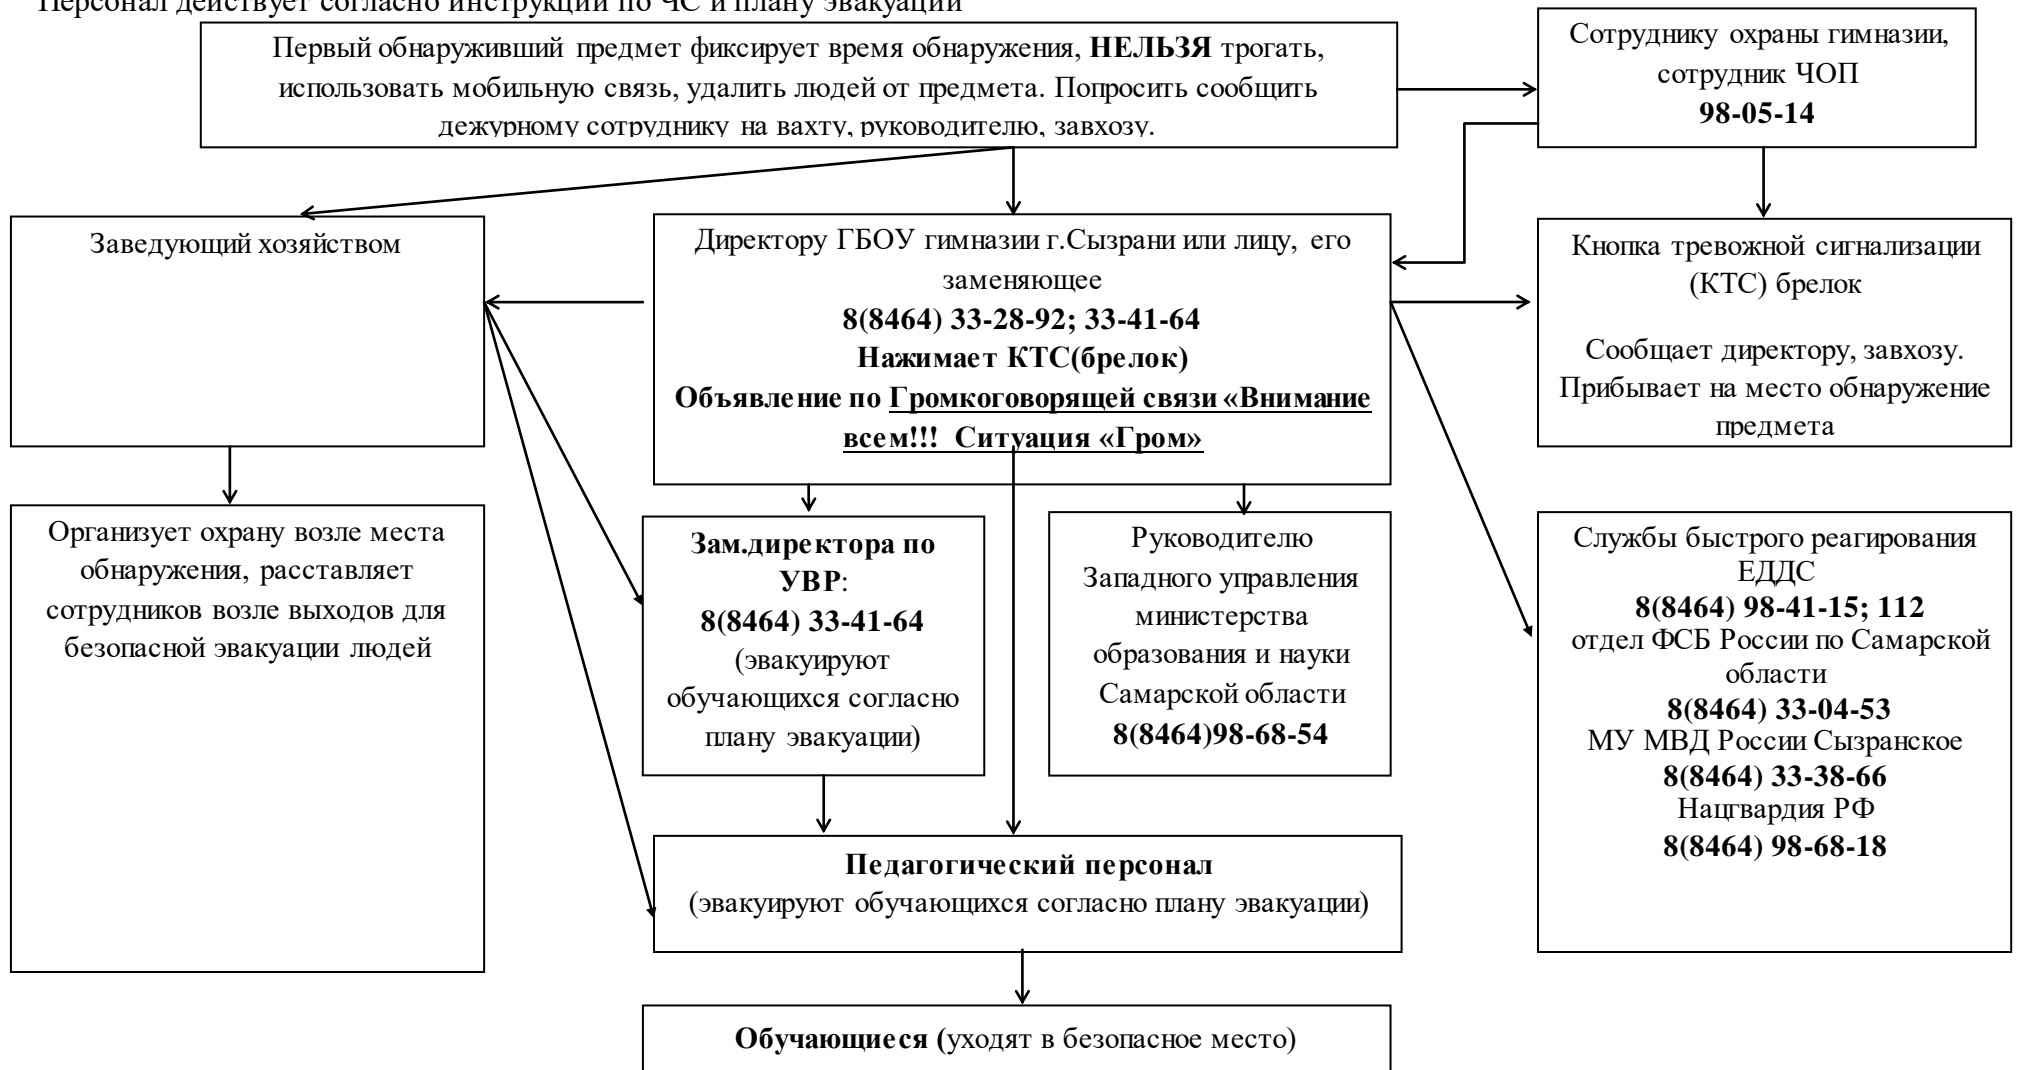 Персонал действует согласно инструкции по ЧС и плану эвакуации
Первый обнаруживший предмет фиксирует время обнаружения, НЕЛЬЗЯ трогать,
использовать мобильную связь, удалить людей от предмета. Попросить сообщить
дежурному сотруднику на вахту, руководителю, завхозу.
Сотруднику охраны гимназии,
сотрудник ЧОП
98-05-14
Заведующий хозяйством
Директору ГБОУ гимназии г.Сызрани или лицу, его
заменяющее
8(8464) 33-28-92; 33-41-64
Нажимает КТС(брелок)
Объявление по Громкоговорящей связи «Внимание
всем!!! Ситуация «Гром»
Кнопка тревожной сигнализации
(КТС) брелок
Сообщает директору, завхозу.
Прибывает на место обнаружение
предмета
Организует охрану возле места
обнаружения, расставляет
сотрудников возле выходов для
безопасной эвакуации людей
Зам.директора по
УВР:
8(8464) 33-41-64
(эвакуируют
обучающихся согласно
плану эвакуации)
Руководителю
Западного управления
министерства
образования и науки
Самарской области
8(8464)98-68-54
Службы быстрого реагирования
ЕДДС
8(8464) 98-41-15; 112
отдел ФСБ России по Самарской
области
8(8464) 33-04-53
МУ МВД России Сызранское
8(8464) 33-38-66
Нацгвардия РФ
8(8464) 98-68-18
Педагогический персонал
(эвакуируют обучающихся согласно плану эвакуации)
Обучающиеся (уходят в безопасное место)